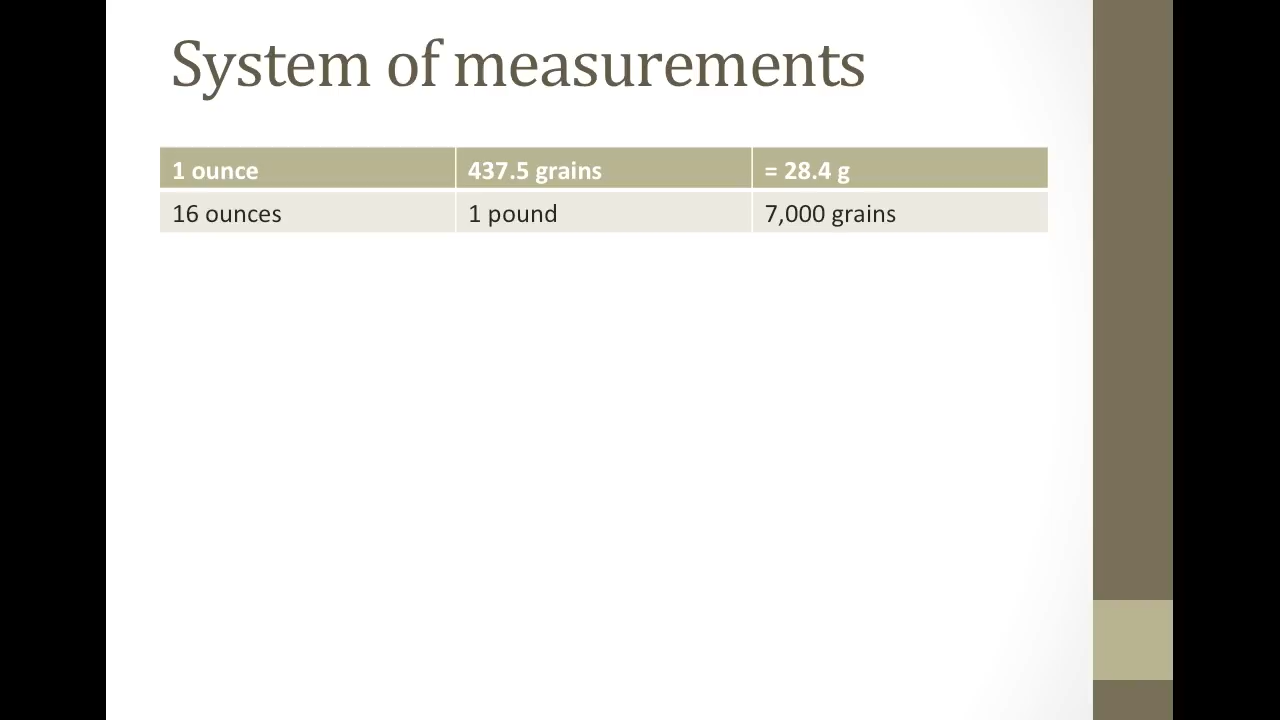 System of measurements
1 ounce 437.5 grains = 28.4 g
16 ounces 1 pound 7,000 grains